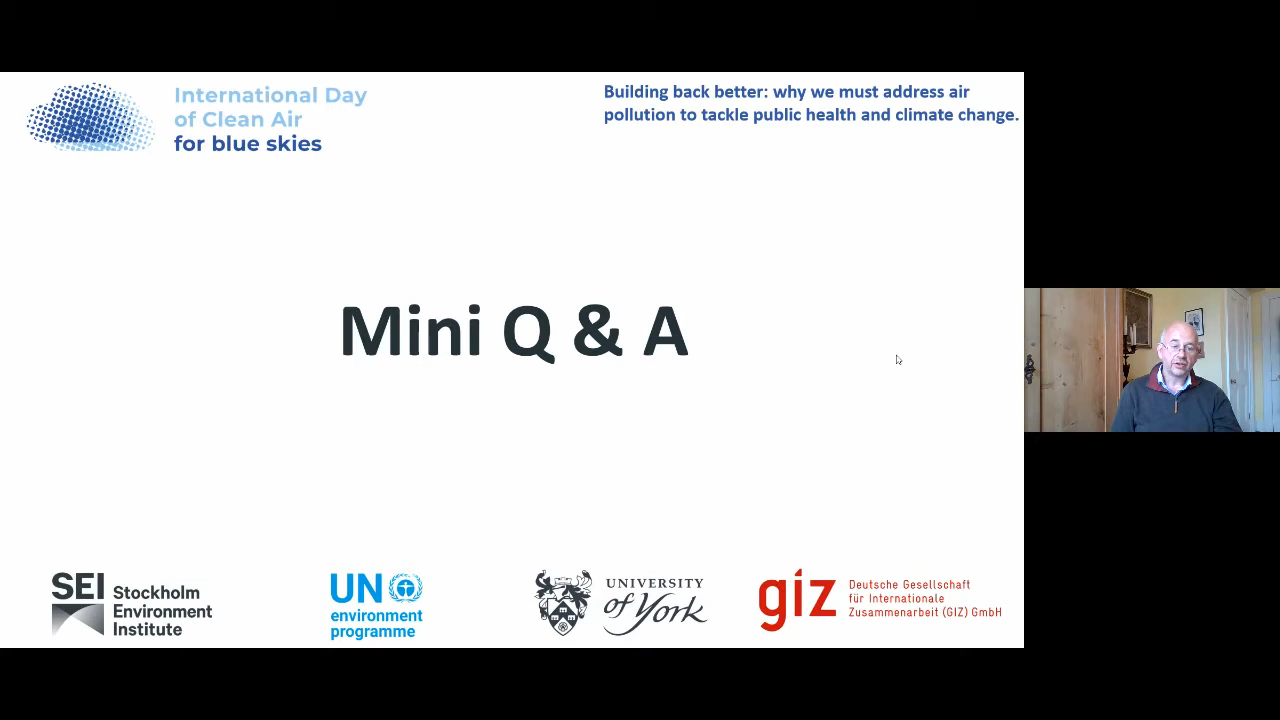 International Day
of Clean Air
for blue skies
Building back better: why we must address air
pollution to tackle public health and climate change.
Mini Q & A
SEI Stockholm
Environment
Institute
UN
environment
programme
UNIVERSITY
of York
giz
Deutsche Gesellschaft
für Internationale
Zusammenarbeit (GIZ) GmbH